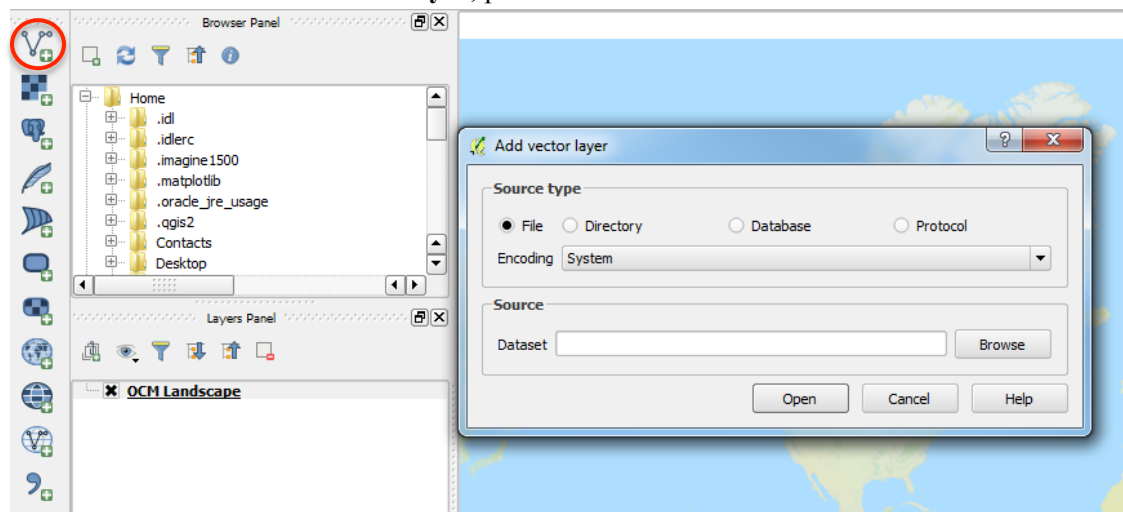 Browser Panel
Home
.idl
.idlerc
.imagine1500
.matplotlib
.oracle_jre_usage
.qgis2
Contacts
Desktop
Layers Panel
OCM Landscape
Add vector layer
Source type
File Directory Database Protocol
Encoding System
Source
Dataset Browse
Open Cancel Help